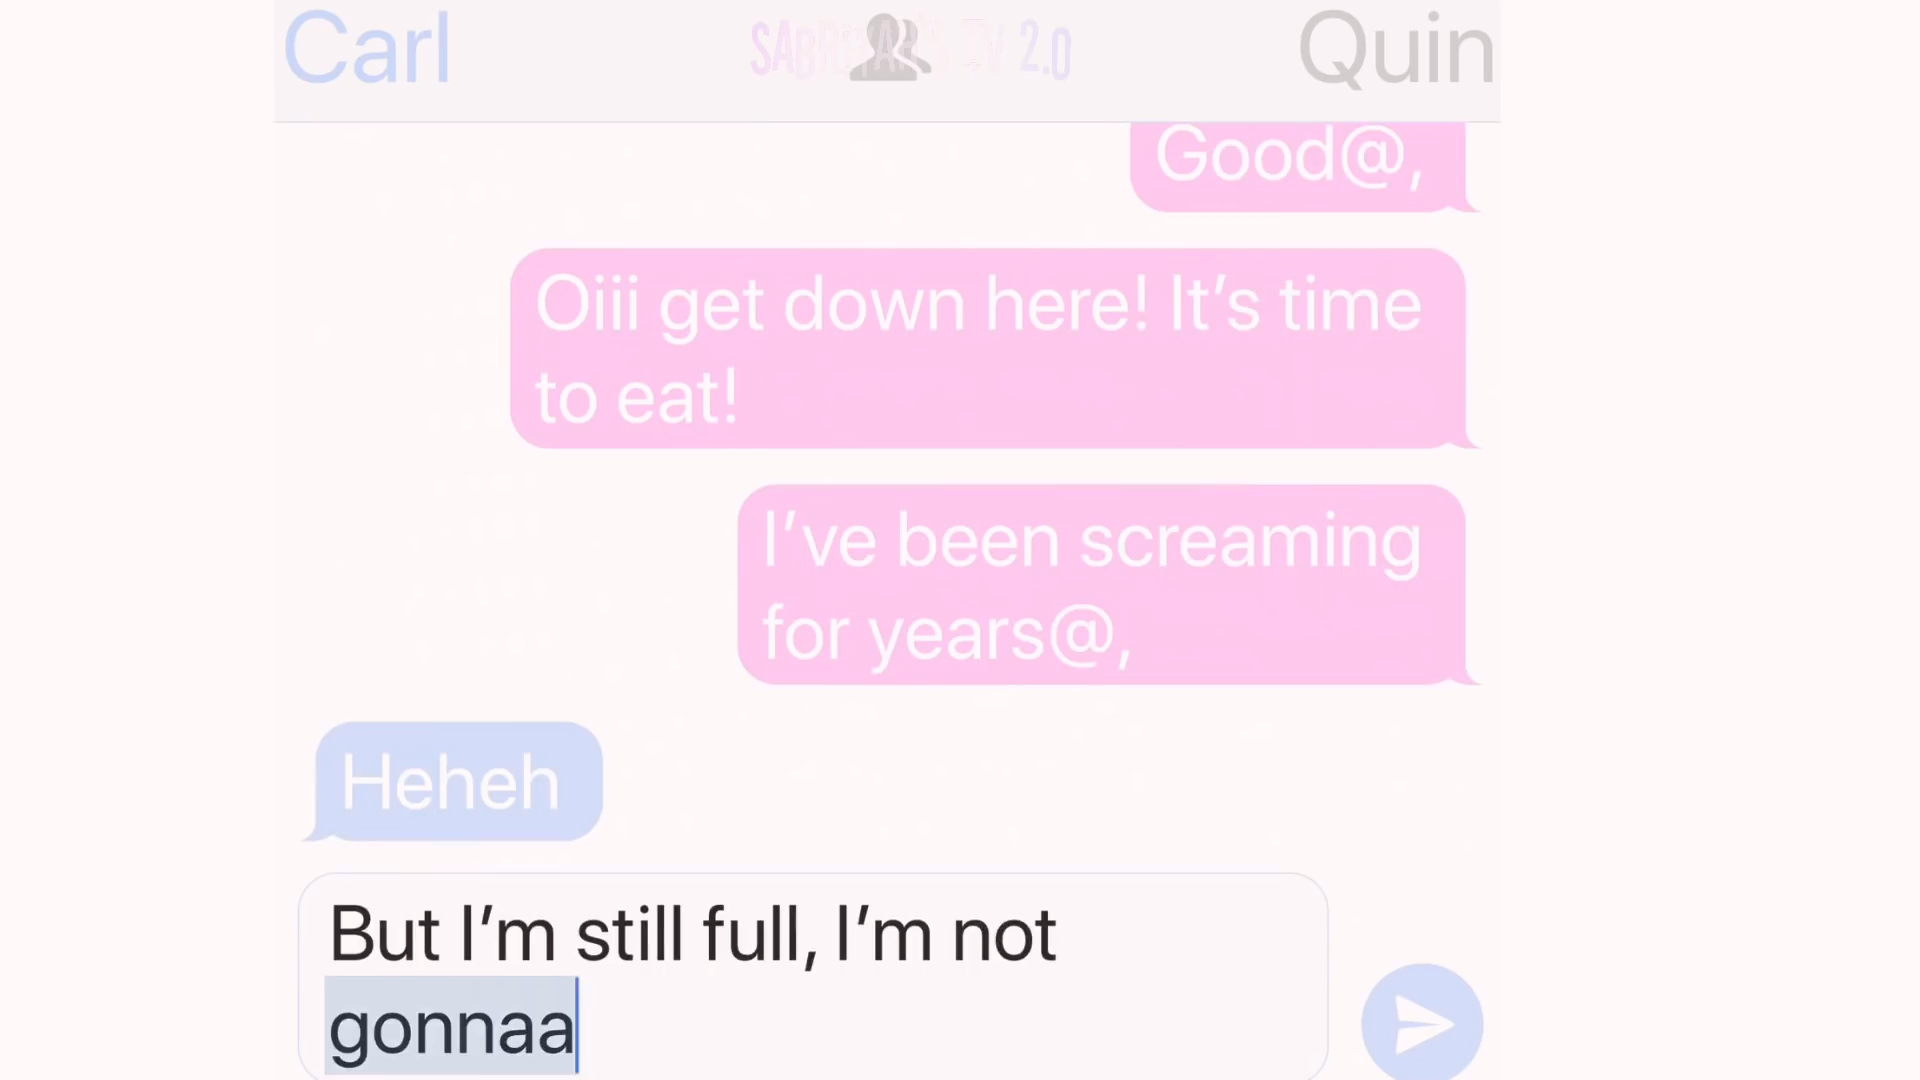 Carl
Quin
Good@,
Oiii get down here! It’s time
to eat!
I’ve been screaming
for years@,
Heheh
But I’m still full, I’m not
gonnaa